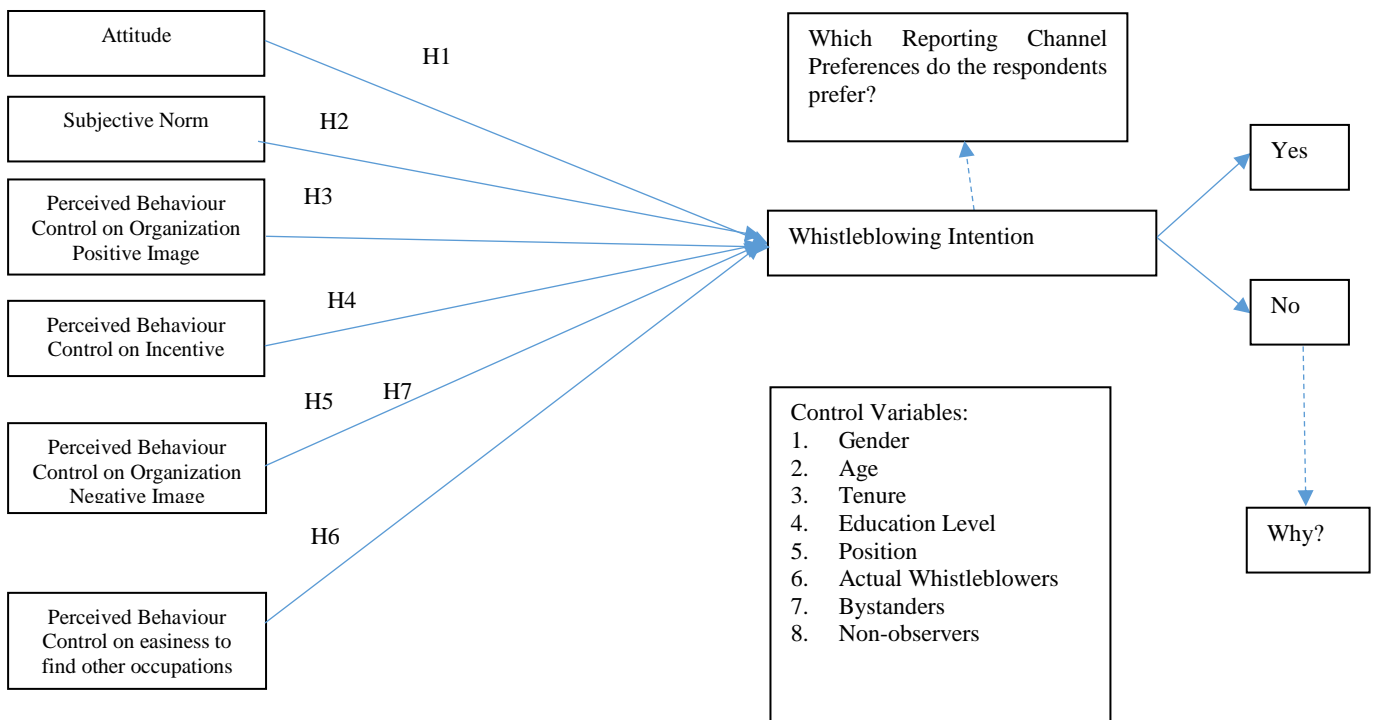 Attitude
H1
Subjective Norm
H2
Perceived Behaviour
Control on Organization
Positive Image
H3
Perceived Behaviour
Control on Incentive
H4
Perceived Behaviour
Control on Organization
Negative Image
H5
H7
Perceived Behaviour
Control on easiness to
find other occupations
H6
Which Reporting Channel
Preferences do the respondents
prefer?
Whistleblowing Intention
Yes
No
Why?
Control Variables:
1. Gender
2. Age
3. Tenure
4. Education Level
5. Position
6. Actual Whistleblowers
7. Bystanders
8. Non-observers